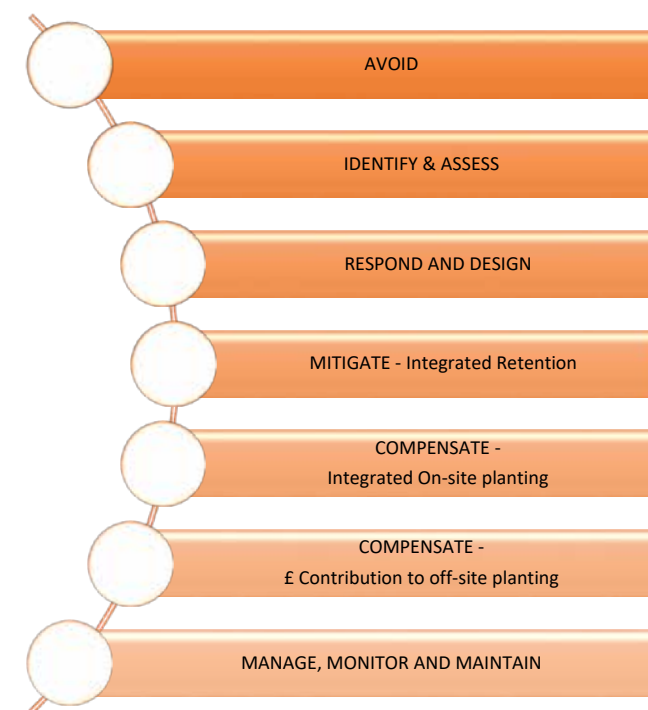 AVOID
IDENTIFY & ASSESS
RESPOND AND DESIGN
MITIGATE - Integrated Retention
COMPENSATE -
Integrated On-site planting
COMPENSATE -
£ Contribution to off-site planting
MANAGE, MONITOR AND MAINTAIN